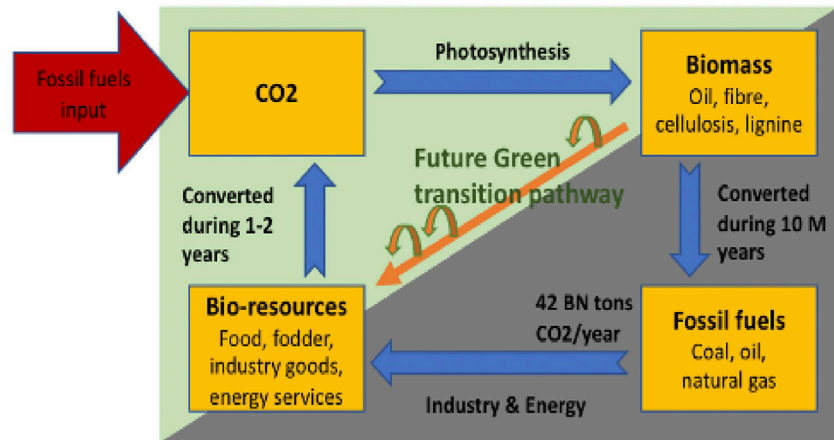 Fossil fuels
input
CO2
Photosynthesis
Biomass
Oil, fibre,
cellulosis, lignine
Future Green
transition pathway
Converted
during 1-2
years
Converted
during 10 M
years
Bio-resources
Food, fodder,
industry goods,
energy services
42 BN tons
CO2/year
Industry & Energy
Fossil fuels
Coal, oil,
natural gas